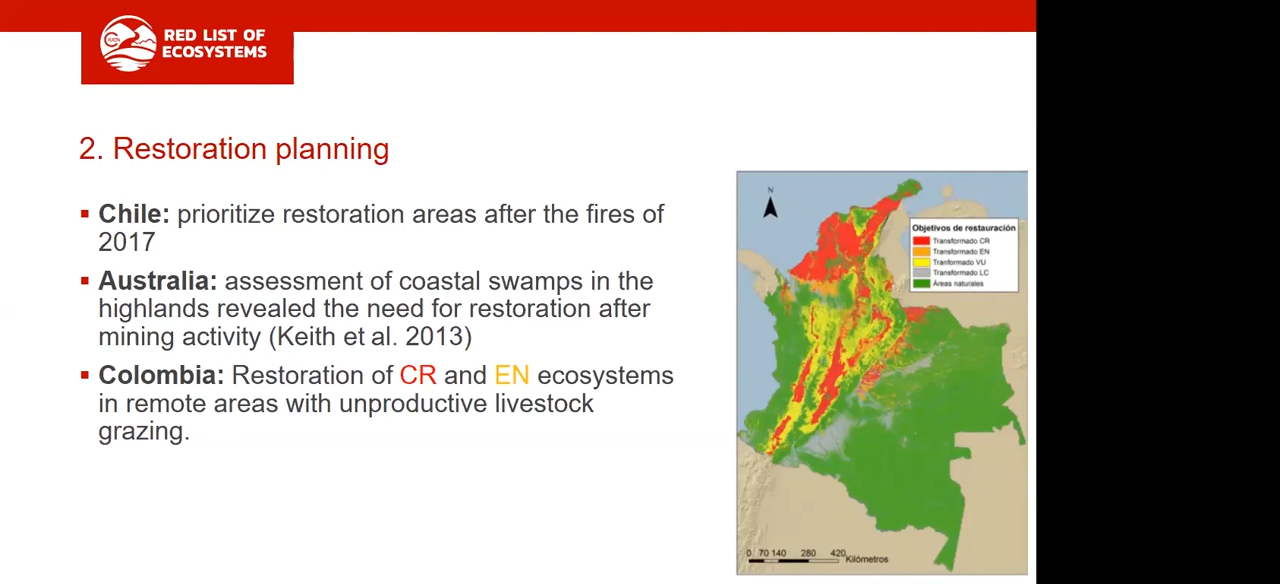 IUCN
RED LIST OF
ECOSYSTEMS
2. Restoration planning
▪ Chile: prioritize restoration areas after the fires of
2017
▪ Australia: assessment of coastal swamps in the
highlands revealed the need for restoration after
mining activity (Keith et al. 2013)
▪ Colombia: Restoration of CR and EN ecosystems
in remote areas with unproductive livestock
grazing.
N
Objetivos de restauración
Transformado CR
Transformado EN
Tranformado VU
Transformado LC
Áreas naturales
0 70 140 280 420
Kilómetros